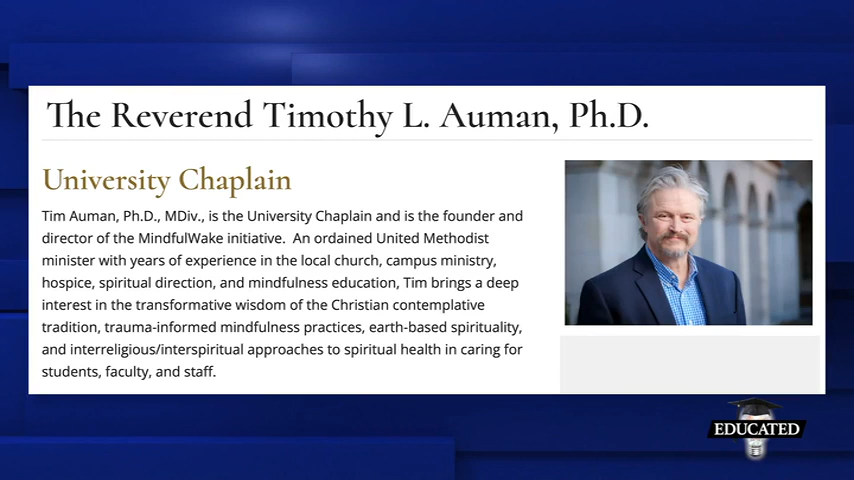 The Reverend Timothy L. Auman, Ph.D.
University Chaplain
Tim Auman, Ph.D., MDiv., is the University Chaplain and is the founder and
director of the MindfulWake initiative.  An ordained United Methodist
minister with years of experience in the local church, campus ministry,
hospice, spiritual direction, and mindfulness education, Tim brings a deep
interest in the transformative wisdom of the Christian contemplative
tradition, trauma-informed mindfulness practices, earth-based spirituality,
and interreligious/interspiritual approaches to spiritual health in caring for
students, faculty, and staff.
EDUCATED